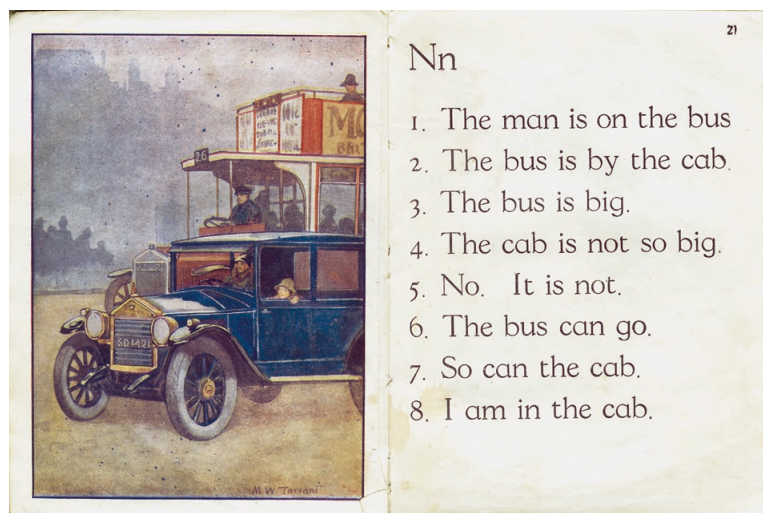 26
MO
SD1421
M.W. Tarrant
21
Nn
1. The man is on the bus
2. The bus is by the cab.
3. The bus is big.
4. The cab is not so big.
5. No. It is not.
6. The bus can go.
7. So can the cab.
8. I am in the cab.